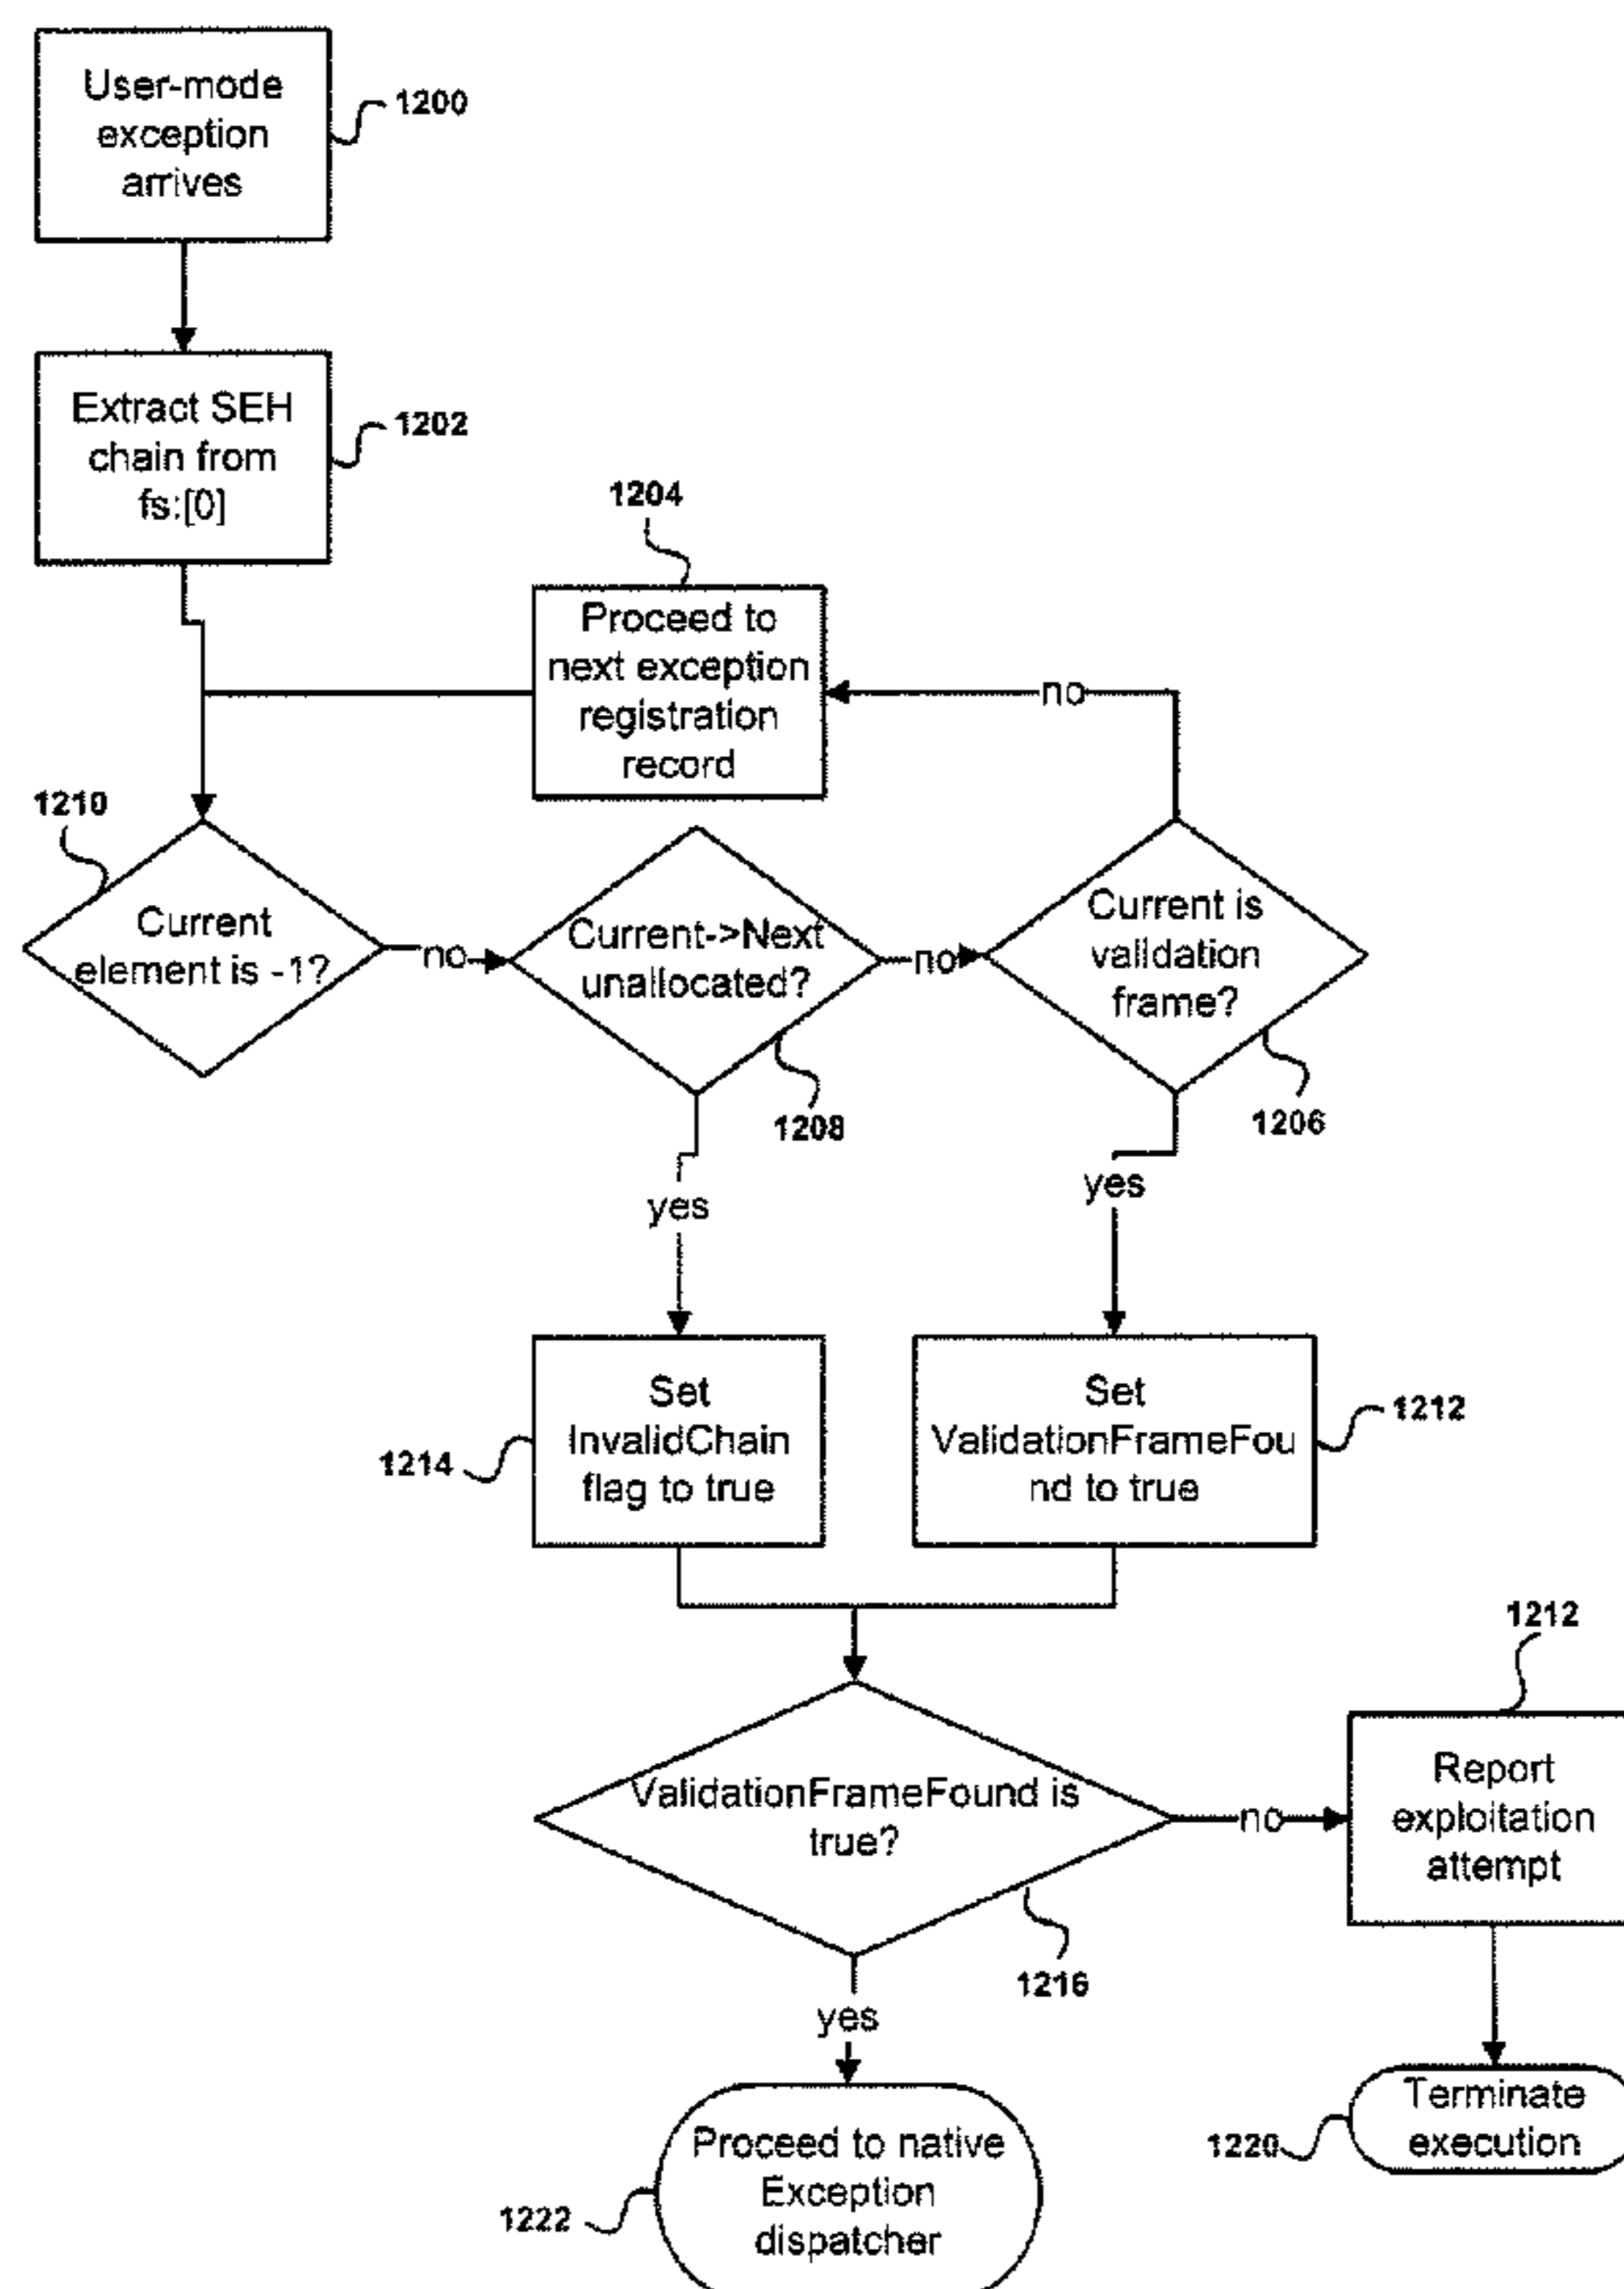 User-mode
exception
arrives
1200
Extract SEH
chain from
fs:[0]
1202
1204
Proceed to
next exception
registration
record
no
1210
Current
element is -1?
no
Current->Next
unallocated?
no
Current is
validation
frame?
1208
1206
yes
yes
Set
InvalidChain
flag to true
1214
Set
ValidationFrameFou
nd to true
1212
ValidationFrameFound is
true?
no
1212
Report
exploitation
attempt
1216
yes
Proceed to native
Exception
dispatcher
1222
Terminate
execution
1220